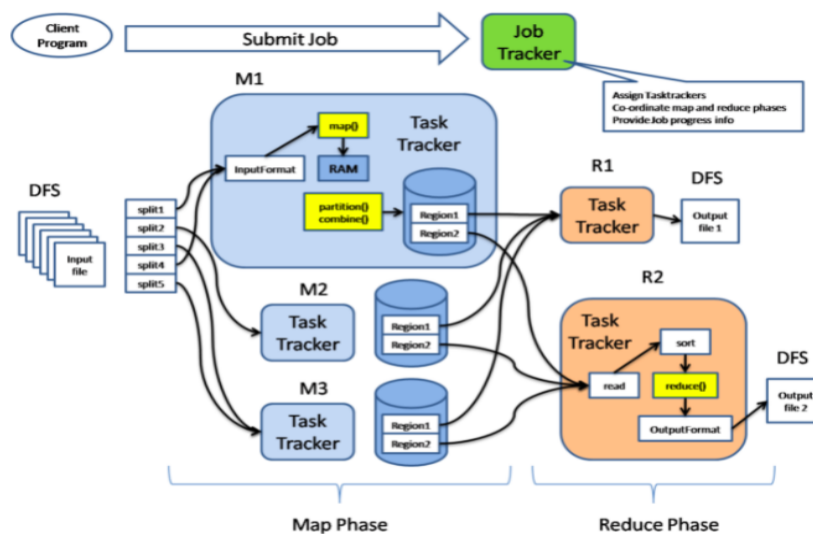 Client
Program
Submit Job
Job
Tracker
Assign Tasktrackers
Co-ordinate map and reduce phases
Provide Job progress info
M1
map()
Task
Tracker
InputFormat
RAM
partition()
combine()
Region1
Region2
DFS
Input
file
split1
split2
split3
split4
split5
M2
Task
Tracker
Region1
Region2
M3
Task
Tracker
Region1
Region2
R1
Task
Tracker
DFS
Output
file 1
R2
Task
Tracker
sort
read
reduce()
OutputFormat
DFS
Output
file 2
Map Phase
Reduce Phase